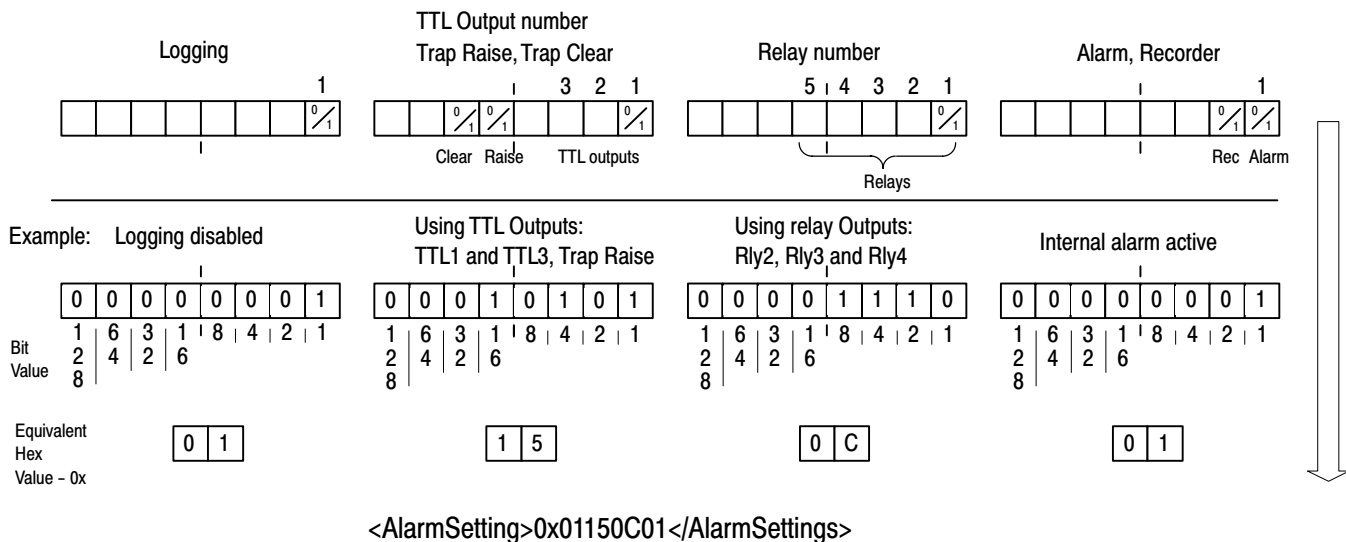 TTL Output number
Logging Trap Raise, Trap Clear Relay number Alarm, Recorder
1 3 2 1 5 4 3 2 1 1
0/1 0/1 0/1 0/1 0/1 0/1 0/1
Clear Raise TTL outputs Rec Alarm
Relays
Example: Logging disabled Using TTL Outputs: Using relay Outputs: Internal alarm active
TTL1 and TTL3, Trap Raise Rly2, Rly3 and Rly4
0 0 0 0 0 0 0 1 0 0 0 1 0 1 0 1 0 0 0 0 1 1 1 0 0 0 0 0 0 0 0 1
Bit Value 128 64 32 16 8 4 2 1 128 64 32 16 8 4 2 1 128 64 32 16 8 4 2 1 128 64 32 16 8 4 2 1
Equivalent
Hex
Value - 0x
0 1 1 5 0 C 0 1
<AlarmSetting>0x01150C01</AlarmSettings>